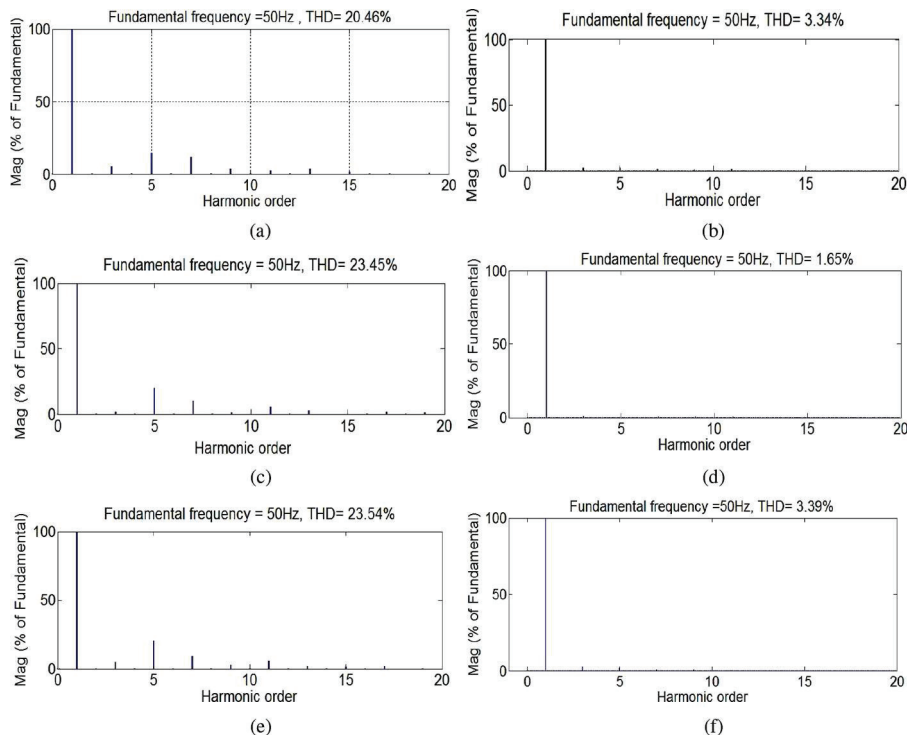 Fundamental frequency =50Hz , THD= 20.46%
Mag (% of Fundamental)
100
50
0
0 5 10 15 20
Harmonic order
(a)
Fundamental frequency = 50Hz, THD= 3.34%
Mag (% of Fundamental)
100
50
0
0 5 10 15 20
Harmonic order
(b)
Fundamental frequency = 50Hz, THD= 23.45%
Mag (% of Fundamental)
100
50
0
0 5 10 15 20
Harmonic order
(c)
Fundamental frequency = 50Hz, THD= 1.65%
Mag (% of Fundamental)
100
50
0
0 5 10 15 20
Harmonic order
(d)
Fundamental frequency = 50Hz, THD= 23.54%
Mag (% of Fundamental)
100
50
0
0 5 10 15 20
Harmonic order
(e)
Fundamental frequency =50Hz, THD= 3.39%
Mag (% of Fundamental)
100
50
0
0 5 10 15 20
Harmonic order
(f)